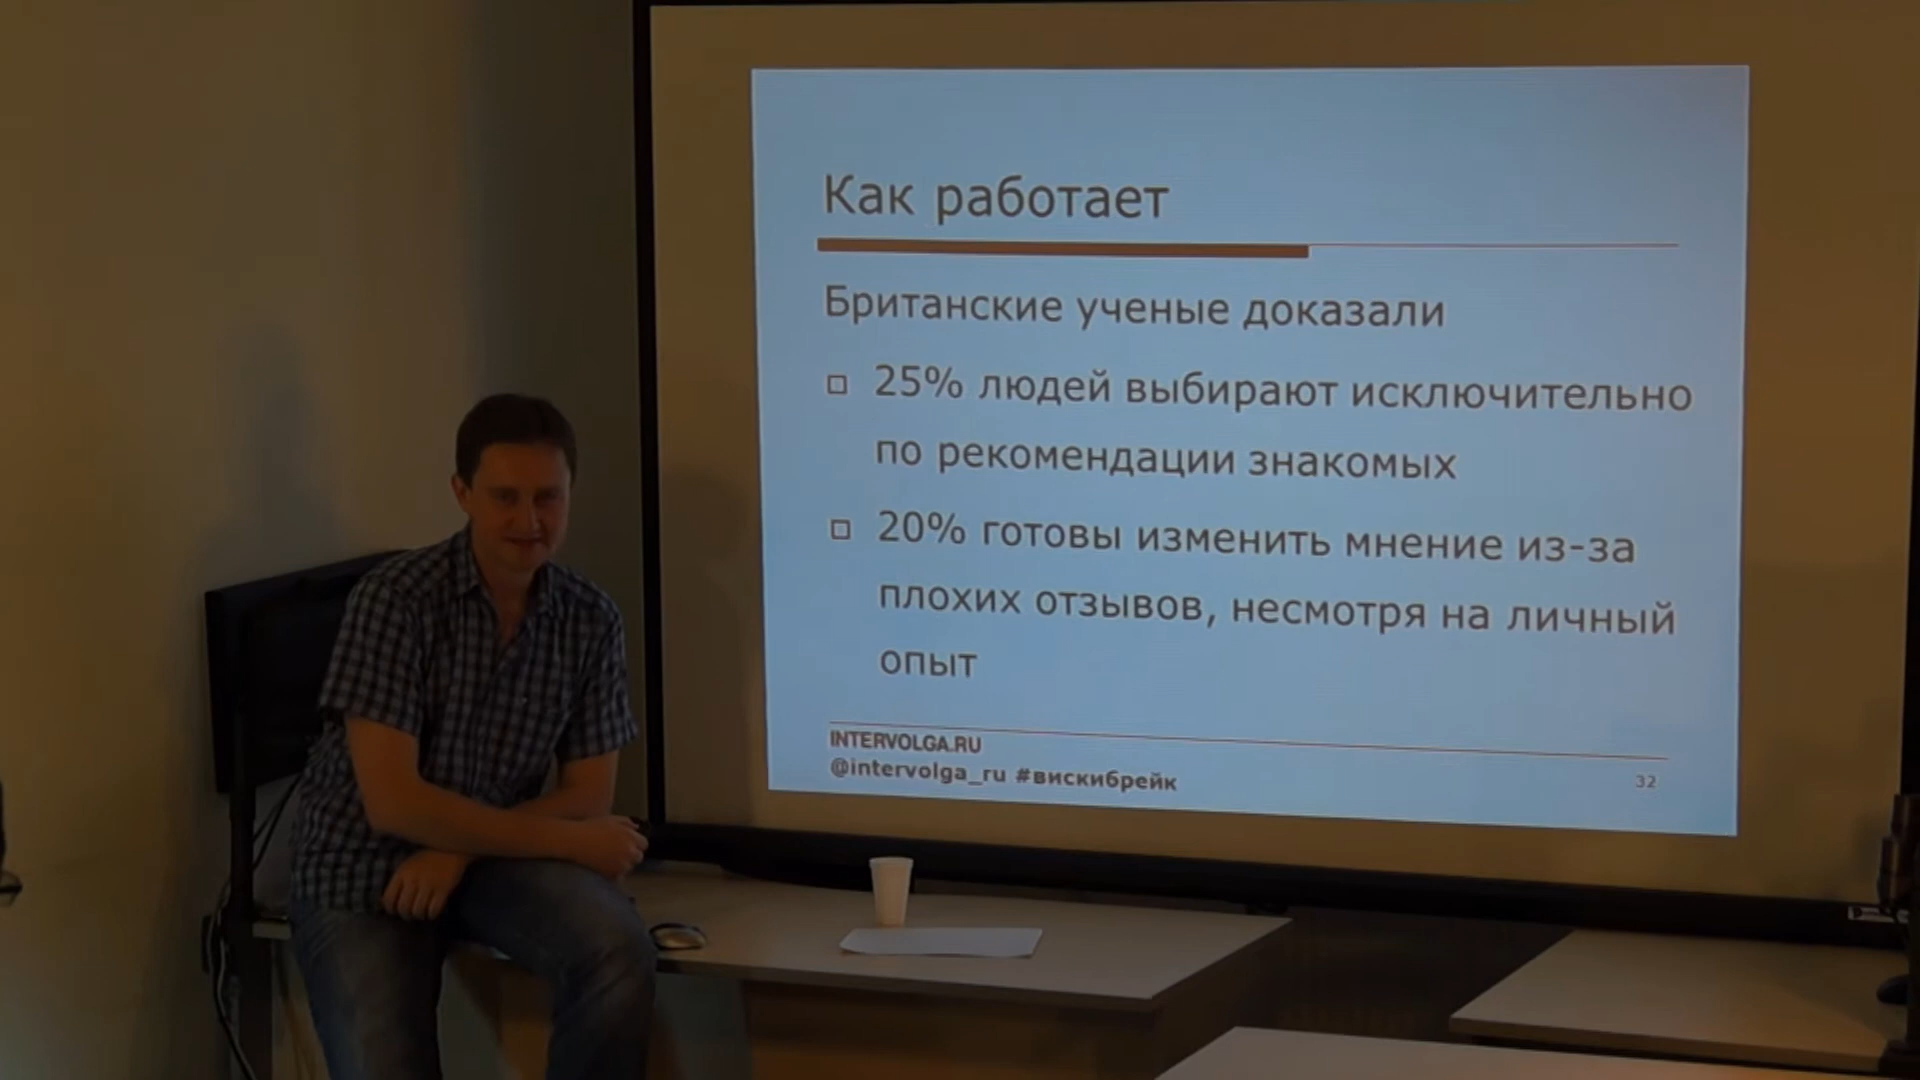 Как работает
Британские ученые доказали
25% людей выбирают исключительно
по рекомендации знакомых
20% готовы изменить мнение из-за
плохих отзывов, несмотря на личный
опыт
INTERVOLGA.RU
@intervolga_ru #вискибрейк
32